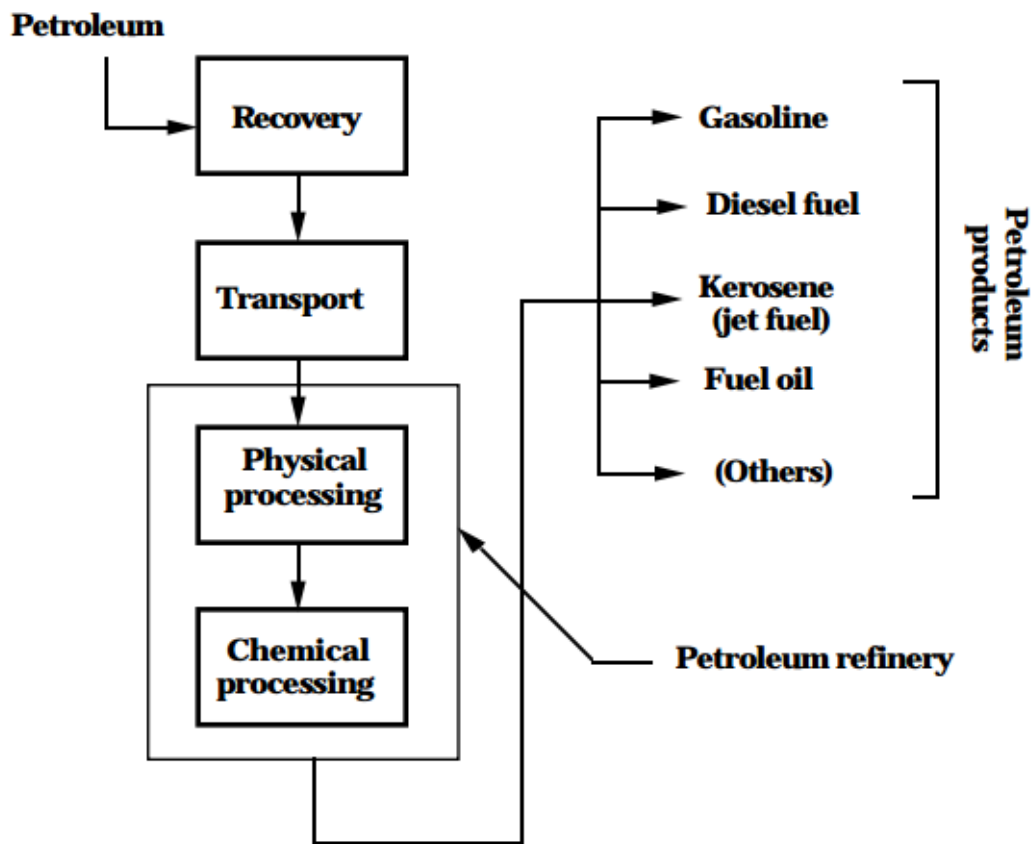 Petroleum
Recovery
Transport
Physical
processing
Chemical
processing
Gasoline
Diesel fuel
Kerosene
(jet fuel)
Fuel oil
(Others)
Petroleum
products
Petroleum refinery